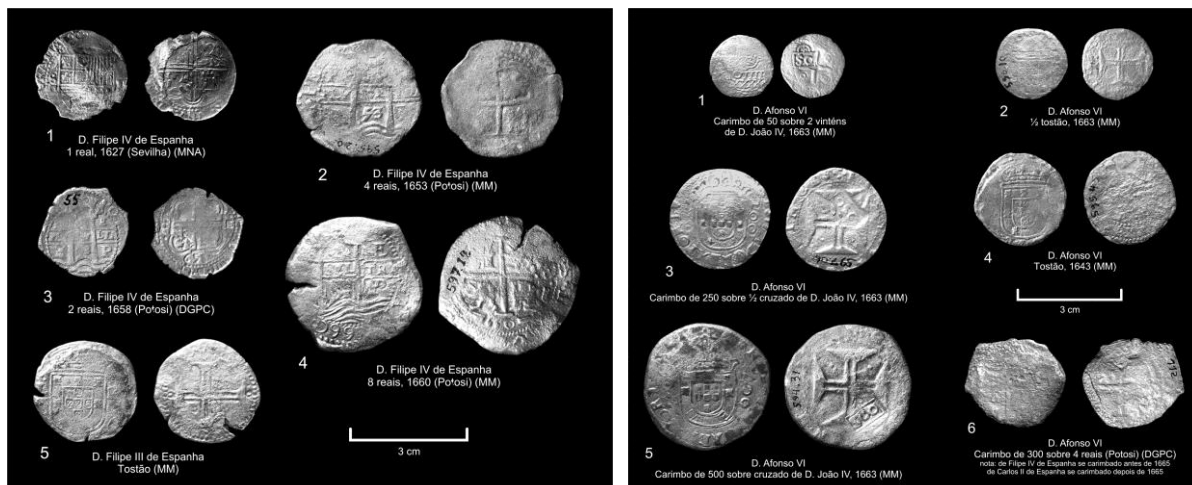 1
D. Filipe IV de Espanha
1 real, 1627 (Sevilha) (MNA)
2
D. Filipe IV de Espanha
4 reais, 1653 (Potosi) (MM)
55
3
D. Filipe IV de Espanha
2 reais, 1658 (Potosi) (DGPC)
59718
4
D. Filipe IV de Espanha
8 reais, 1660 (Potosi) (MM)
5
D. Filipe III de Espanha
Tostão (MM)
3 cm
1
D. Afonso VI
Carimbo de 50 sobre 2 vinténs
de D. João IV, 1663 (MM)
2
D. Afonso VI
½ tostão, 1663 (MM)
3
D. Afonso VI
Carimbo de 250 sobre ½ cruzado de D. João IV, 1663 (MM)
4
D. Afonso VI
Tostão, 1643 (MM)
3 cm
5
D. Afonso VI
Carimbo de 500 sobre cruzado de D. João IV, 1663 (MM)
6
D. Afonso VI
Carimbo de 300 sobre 4 reais (Potosi) (DGPC)
nota: de Filipe IV de Espanha se carimbado antes de 1665
de Carlos II de Espanha se carimbado depois de 1665